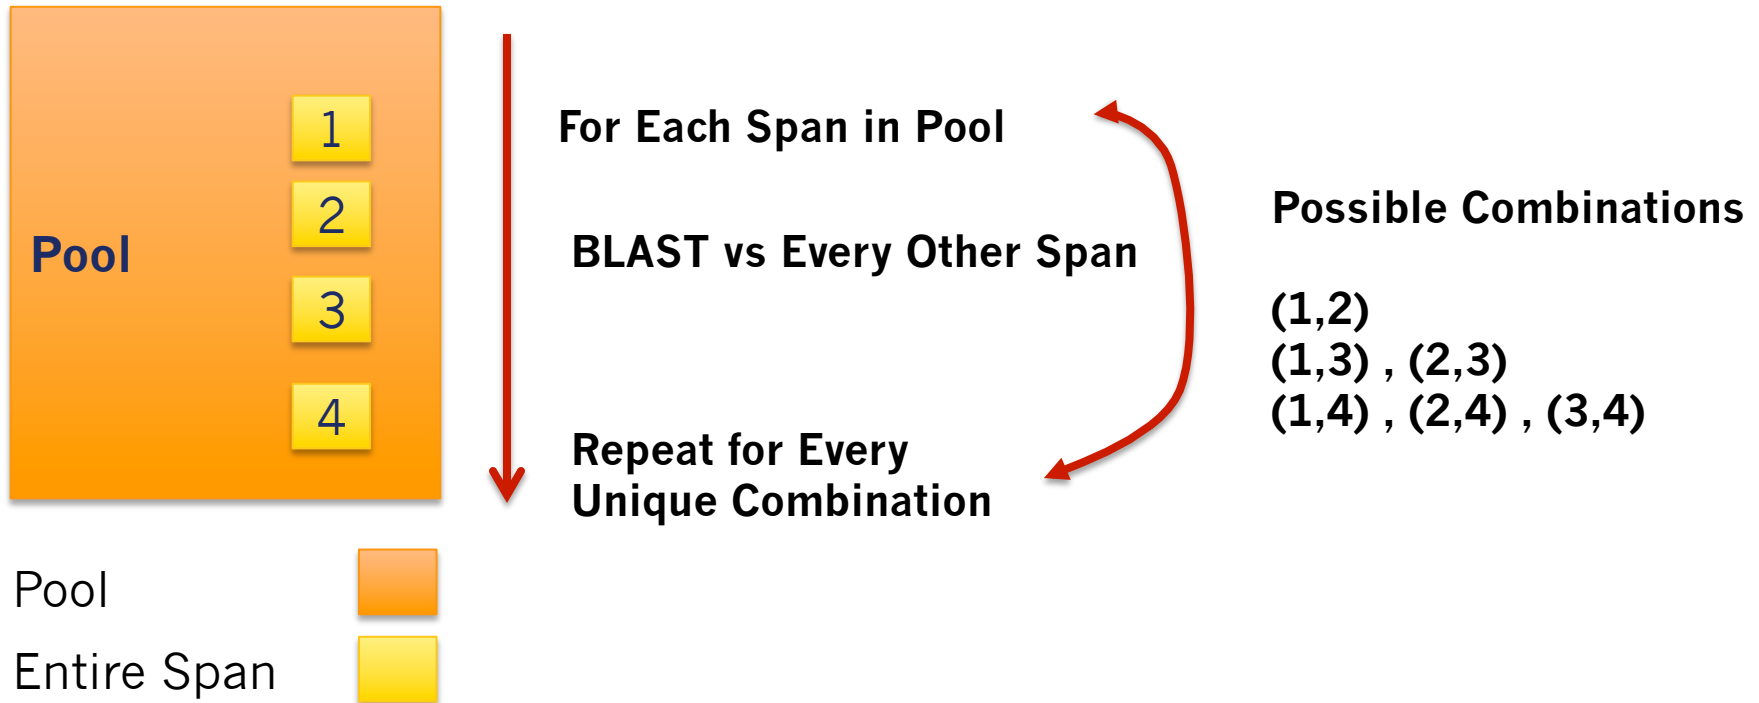 Pool
1
2
3
4
For Each Span in Pool
BLAST vs Every Other Span
Repeat for Every
Unique Combination
Possible Combinations
(1,2)
(1,3) , (2,3)
(1,4) , (2,4) , (3,4)
Pool
Entire Span